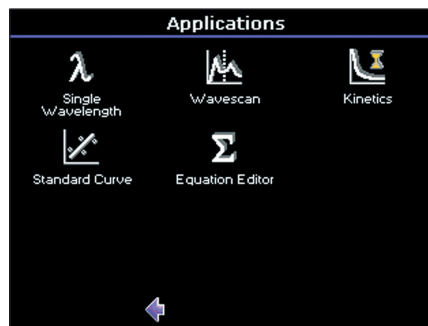 Applications
Single
Wavelength
Wavescan
Kinetics
Standard Curve
Equation Editor